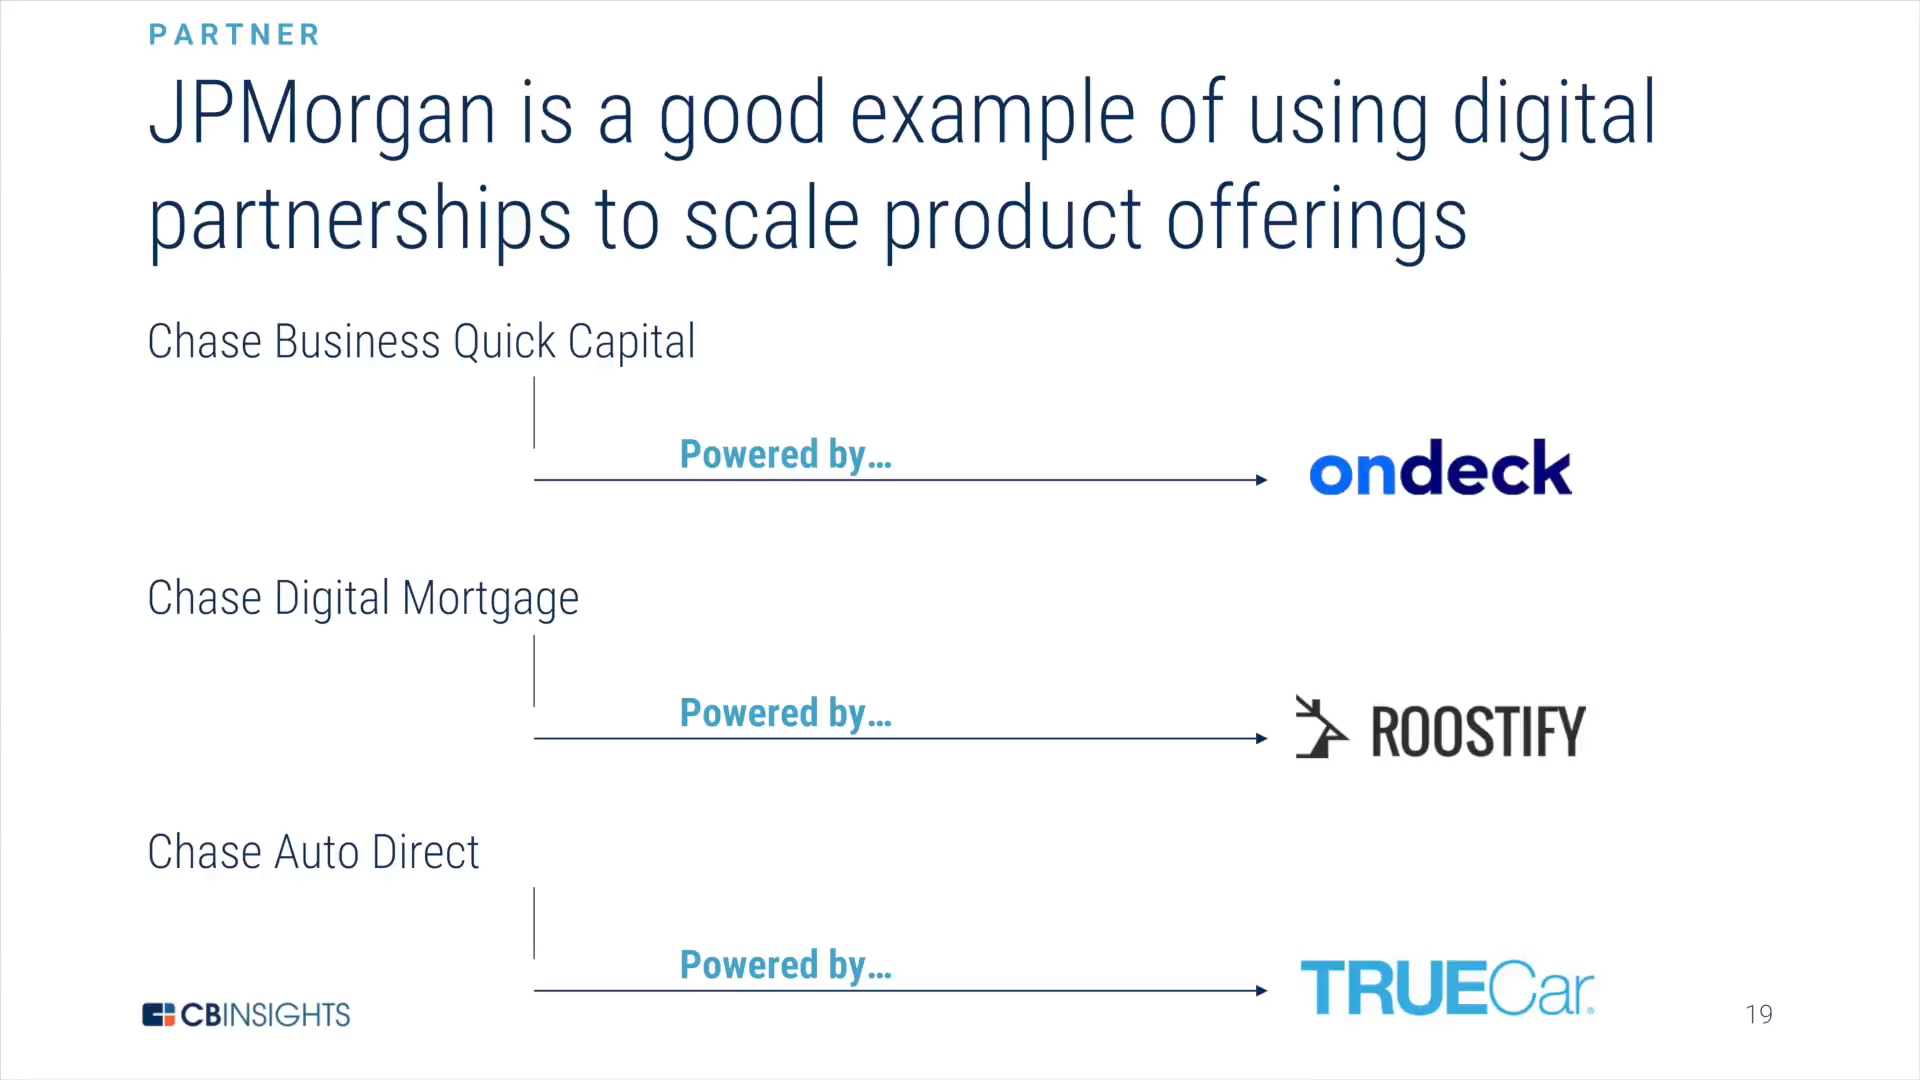 PARTNER
JPMorgan is a good example of using digital
partnerships to scale product offerings
Chase Business Quick Capital
Powered by…
ondeck
Chase Digital Mortgage
Powered by…
ROOSTIFY
Chase Auto Direct
Powered by…
TRUECar.
CBINSIGHTS
19